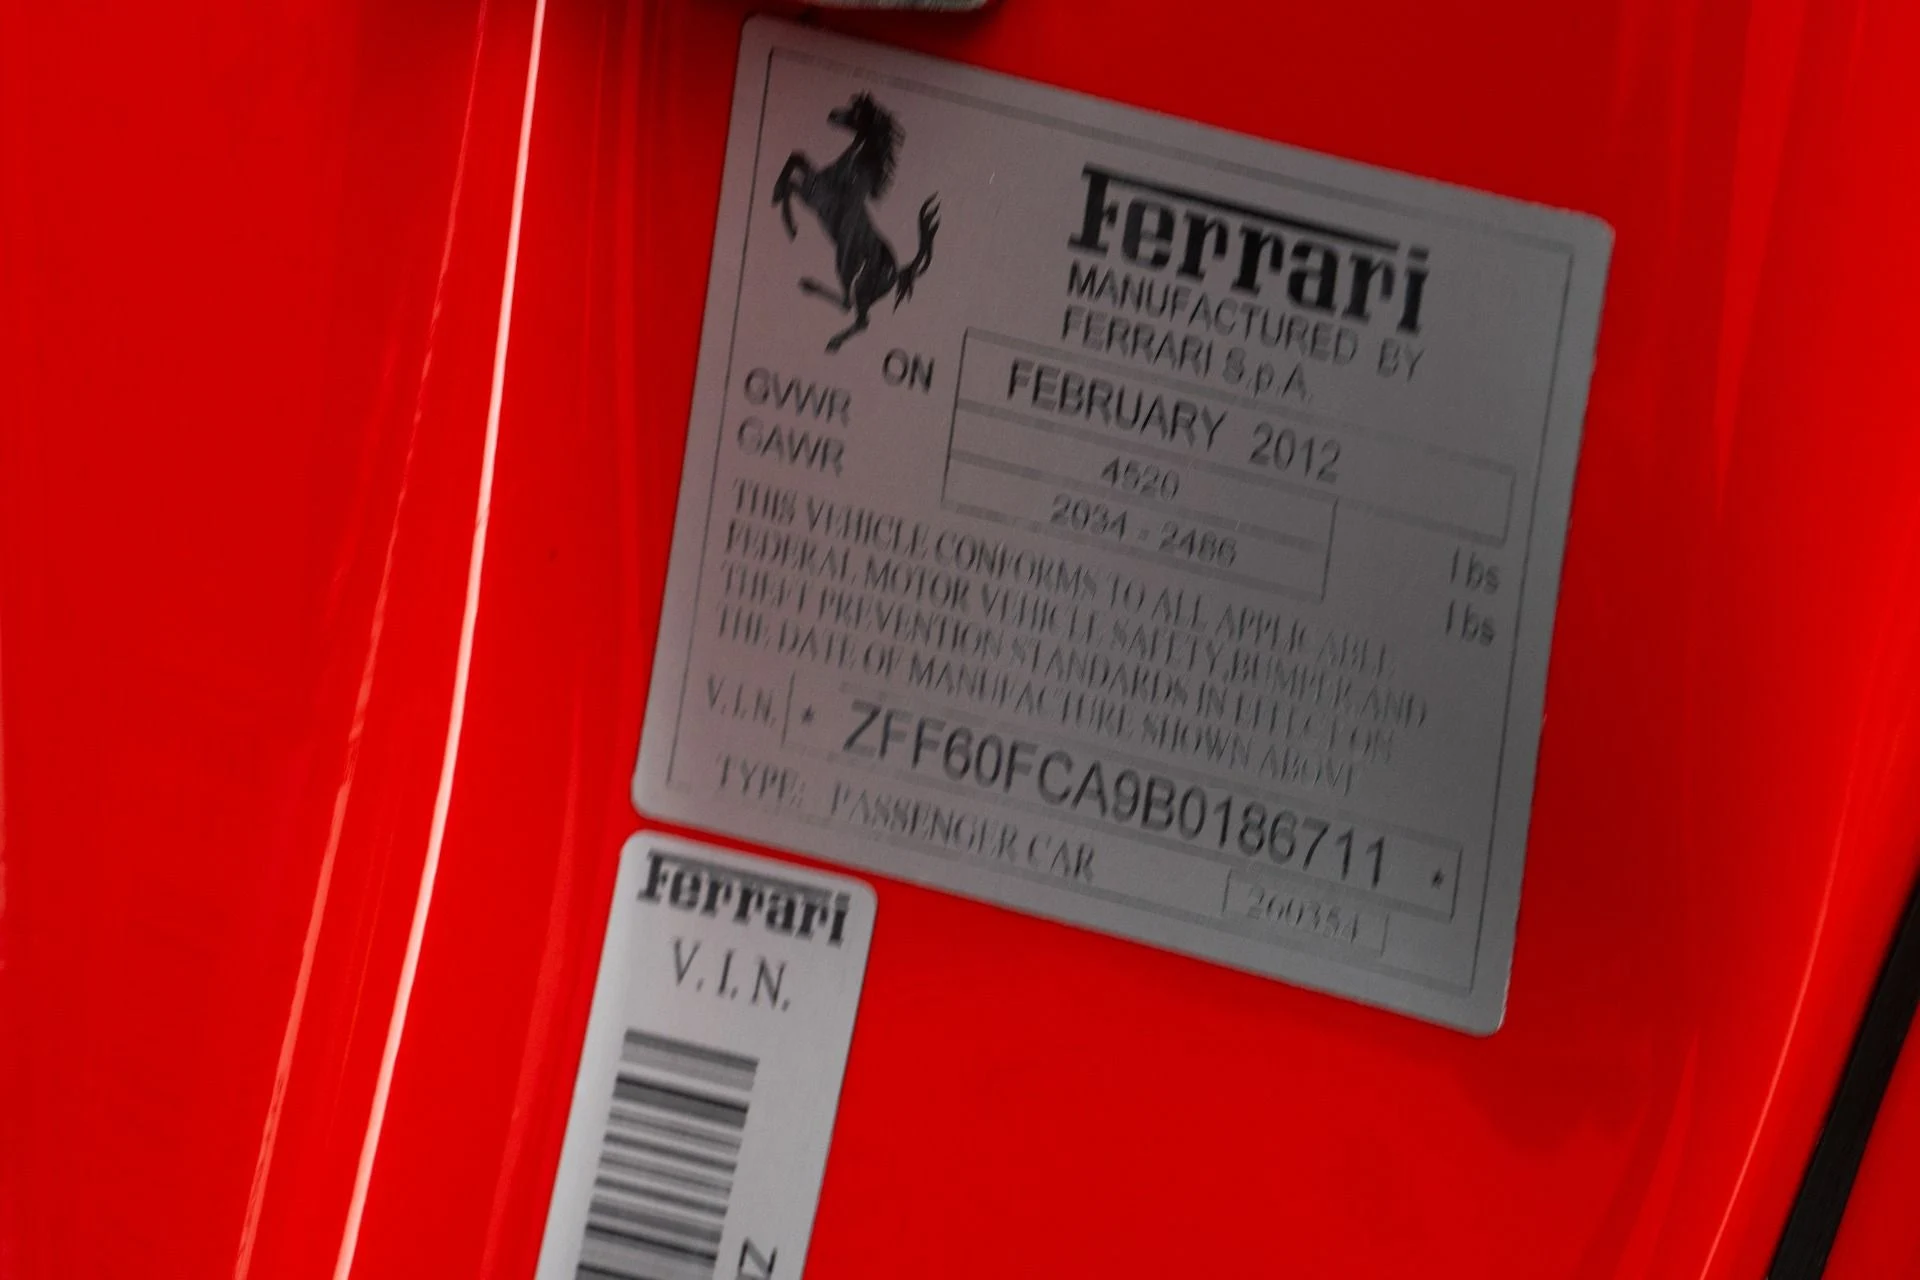 Ferrari
MANUFACTURED BY
FERRARI S.p.A.
ON FEBRUARY 2012
GVWR 4520 lbs
GAWR 2034 - 2486 lbs
THIS VEHICLE CONFORMS TO ALL APPLICABLE
FEDERAL MOTOR VEHICLE SAFETY,BUMPER AND
THEFT PREVENTION STANDARDS IN EFFECT ON
THE DATE OF MANUFACTURE SHOWN ABOVE
V.I.N. * ZFF60FCA9B0186711 *
TYPE: PASSENGER CAR 260354
Ferrari
V.I.N.
Z